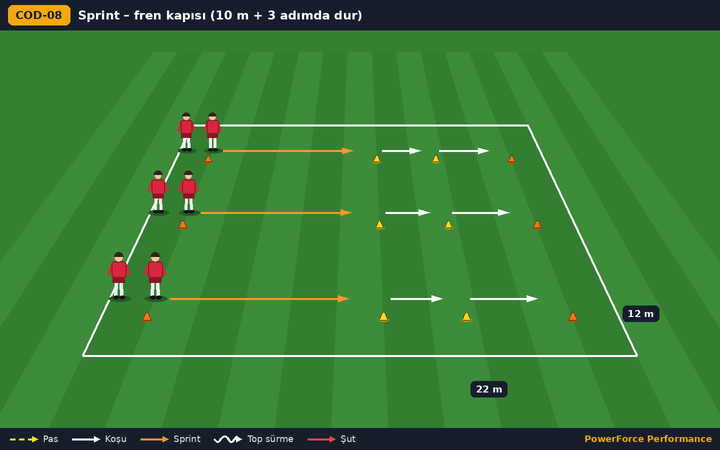 COD-08 Sprint – fren kapısı (10 m + 3 adımda dur)
12 m
22 m
Pas Koşu Sprint Top sürme Şut PowerForce Performance